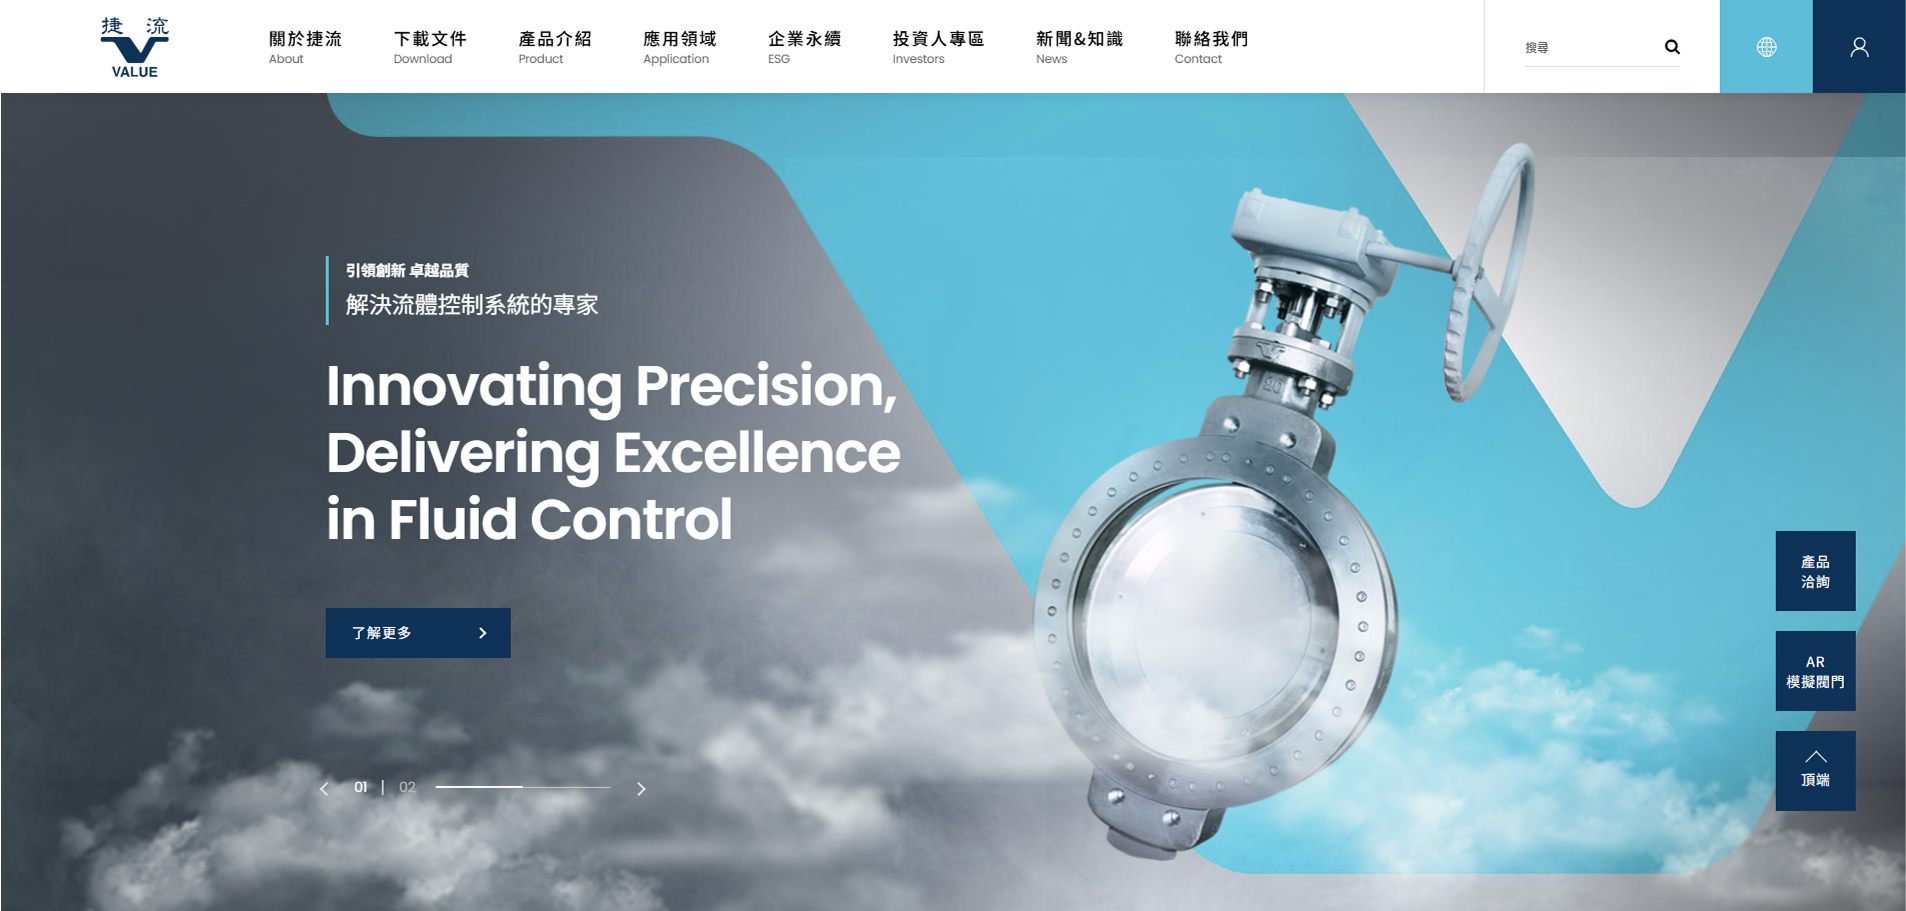 捷 流
VALUE
關於捷流
About
下載文件
Download
產品介紹
Product
應用領域
Application
企業永續
ESG
投資人專區
Investors
新聞&知識
News
聯絡我們
Contact
搜尋
引領創新 卓越品質
解決流體控制系統的專家
Innovating Precision,
Delivering Excellence
in Fluid Control
了解更多
01 | 02
20
產品
洽詢
AR
模擬閥門
頂端